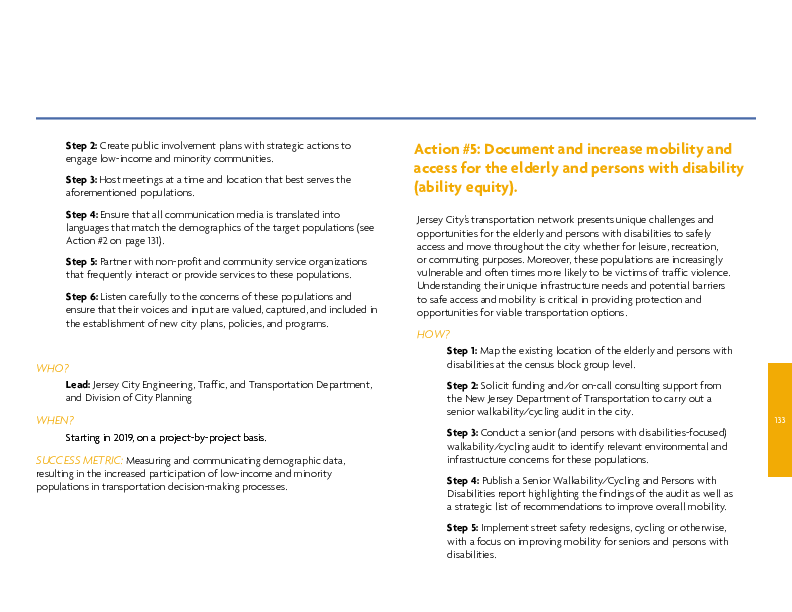 Step 2: Create public involvement plans with strategic actions to
engage low-income and minority communities.
Step 3: Host meetings at a time and location that best serves the
aforementioned populations.
Step 4: Ensure that all communication media is translated into
languages that match the demographics of the target populations (see
Action #2 on page 131).
Step 5: Partner with non-profit and community service organizations
that frequently interact or provide services to these populations.
Step 6: Listen carefully to the concerns of these populations and
ensure that their voices and input are valued, captured, and included in
the establishment of new city plans, policies, and programs.
WHO?
Lead: Jersey City Engineering, Traffic, and Transportation Department,
and Division of City Planning
WHEN?
Starting in 2019, on a project-by-project basis.
SUCCESS METRIC: Measuring and communicating demographic data,
resulting in the increased participation of low-income and minority
populations in transportation decision-making processes.
Action #5: Document and increase mobility and
access for the elderly and persons with disability
(ability equity).
Jersey City's transportation network presents unique challenges and
opportunities for the elderly and persons with disabilities to safely
access and move throughout the city whether for leisure, recreation,
or commuting purposes. Moreover, these populations are increasingly
vulnerable and often times more likely to be victims of traffic violence.
Understanding their unique infrastructure needs and potential barriers
to safe access and mobility is critical in providing protection and
opportunities for viable transportation options.
HOW?
Step 1: Map the existing location of the elderly and persons with
disabilities at the census block group level.
Step 2: Solicit funding and/or on-call consulting support from
the New Jersey Department of Transportation to carry out a
senior walkability/cycling audit in the city.
Step 3: Conduct a senior (and persons with disabilities-focused)
walkability/cycling audit to identify relevant environmental and
infrastructure concerns for these populations.
Step 4: Publish a Senior Walkability/Cycling and Persons with
Disabilities report highlighting the findings of the audit as well as
a strategic list of recommendations to improve overall mobility.
Step 5: Implement street safety redesigns, cycling or otherwise,
with a focus on improving mobility for seniors and persons with
disabilities.
133